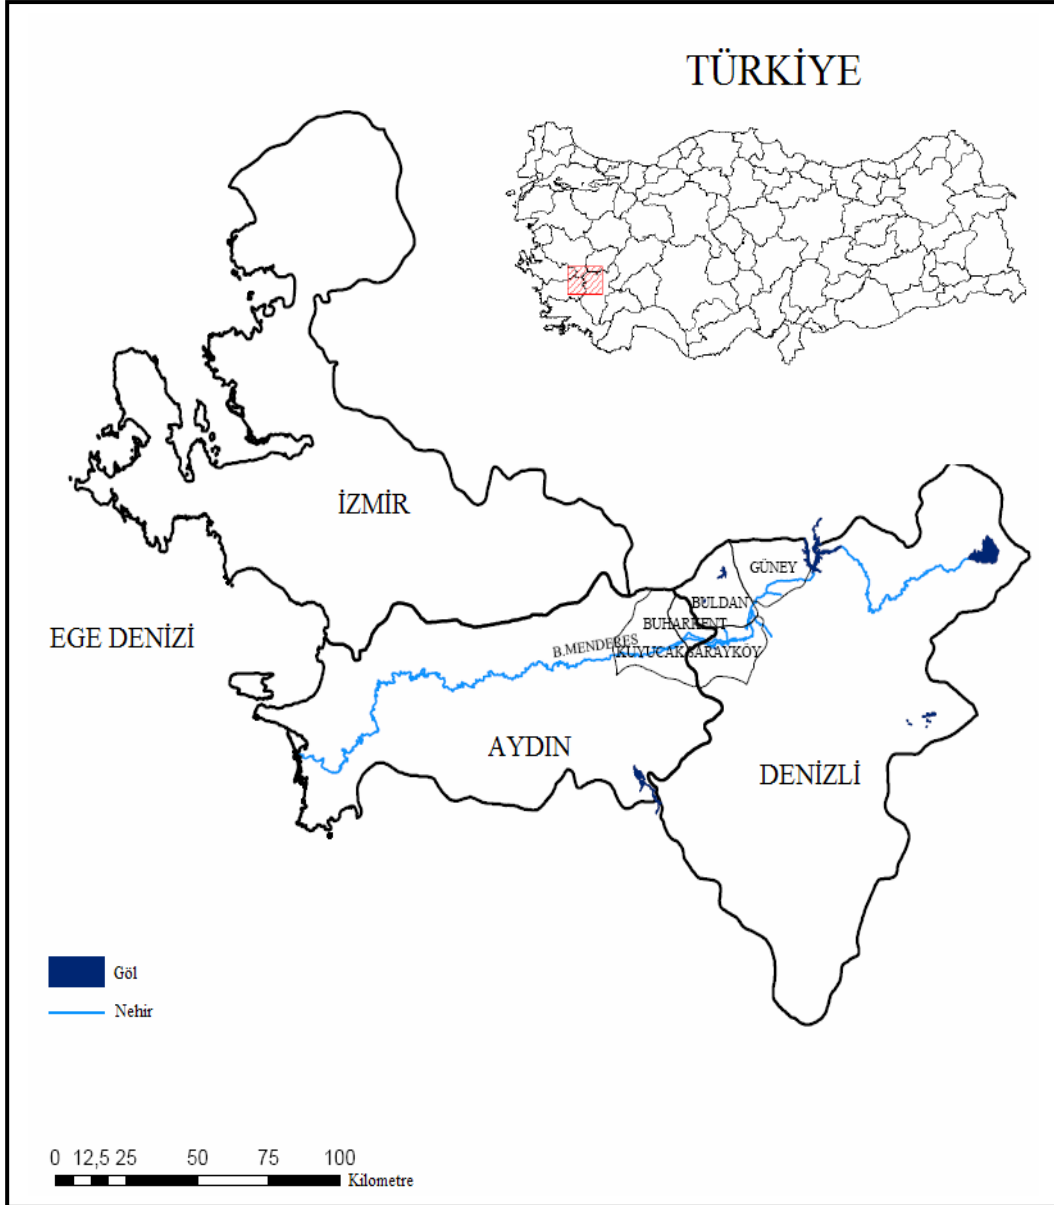 TÜRKİYE
İZMİR
GÜNEY
BULDAN
BUHARKENT
EGE DENİZİ
B.MENDERES
KUYUCAK SARAYKÖY
AYDIN
DENİZLİ
Göl
Nehir
0 12,5 25 50 75 100
Kilometre